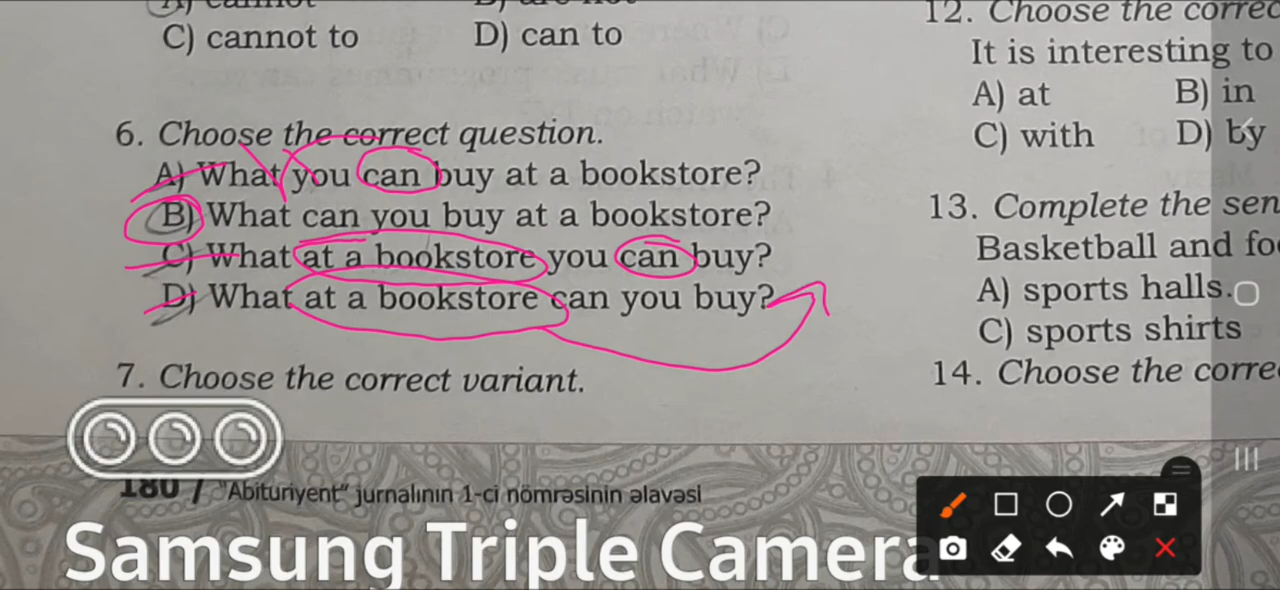 A) cannot
C) cannot to D) can to
6. Choose the correct question.
A) What you can buy at a bookstore?
B) What can you buy at a bookstore?
C) What at a bookstore you can buy?
D) What at a bookstore can you buy?
7. Choose the correct variant.
180 / "Abituriyent" jurnalının 1-ci nömrəsinin əlavəsi
12. Choose the correc
It is interesting to
A) at B) in
C) with D) by
13. Complete the sen
Basketball and fo
A) sports halls.
C) sports shirts
14. Choose the corre
Samsung Triple Camera